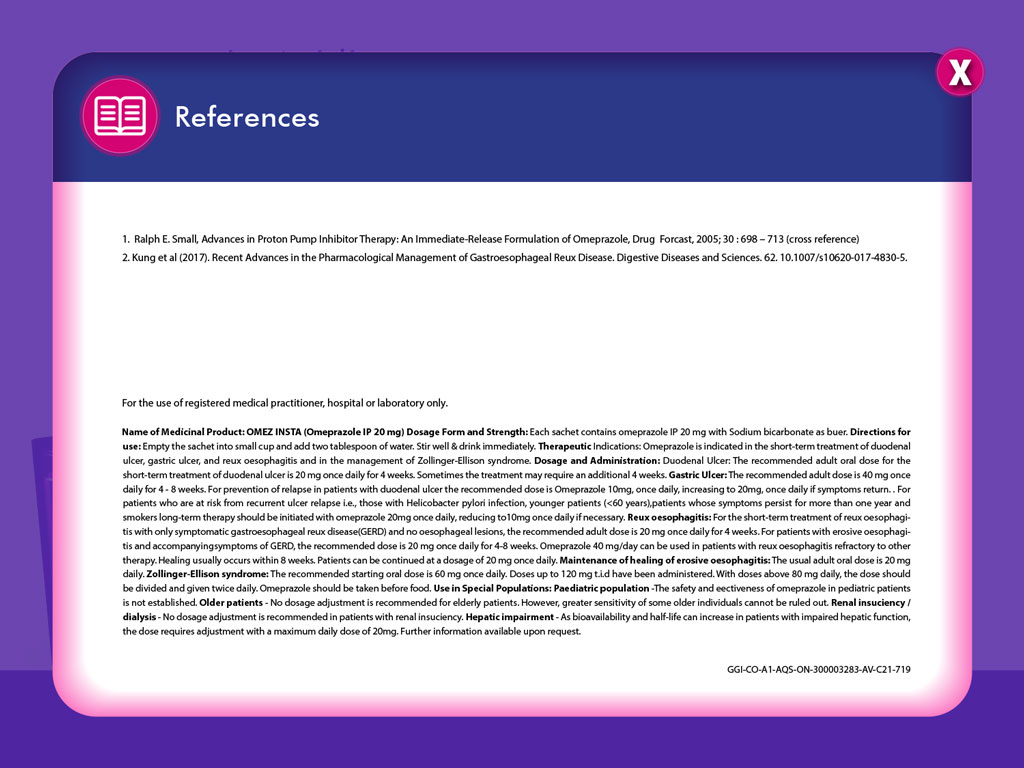 X
References
1. Ralph E. Small, Advances in Proton Pump Inhibitor Therapy: An Immediate-Release Formulation of Omeprazole, Drug Forcast, 2005; 30 : 698 – 713 (cross reference)
2. Kung et al (2017). Recent Advances in the Pharmacological Management of Gastroesophageal Reux Disease. Digestive Diseases and Sciences. 62. 10.1007/s10620-017-4830-5.
For the use of registered medical practitioner, hospital or laboratory only.
Name of Medícinal Product: OMEZ INSTA (Omeprazole IP 20 mg) Dosage Form and Strength: Each sachet contains omeprazole IP 20 mg with Sodium bicarbonate as buer. Directions for
use: Empty the sachet into small cup and add two tablespoon of water. Stir well & drink immediately. Therapeutic Indications: Omeprazole is indicated in the short-term treatment of duodenal
ulcer, gastric ulcer, and reux oesophagitis and in the management of Zollinger-Ellison syndrome. Dosage and Adminístration: Duodenal Ulcer: The recommended adult oral dose for the
short-term treatment of duodenal ulcer is 20 mg once daily for 4 weeks. Sometimes the treatment may require an additional 4 weeks. Gastric Ulcer: The recommended adult dose is 40 mg once
daily for 4 - 8 weeks. For prevention of relapse in patients with duodenal ulcer the recommended dose is Omeprazole 10mg, once daily, increasing to 20mg, once daily if symptoms return. . For
patients who are at risk from recurrent ulcer relapse i.e., those with Helicobacter pylori infection, younger patients (<60 years),patients whose symptoms persist for more than one year and
smokers long-term therapy should be initiated with omeprazole 20mg once daily, reducing to10mg once daily if necessary. Reux oesophagitis: For the short-term treatment of reux oesophagi-
tis with only symptomatic gastroesophageal reux disease(GERD) and no oesophageal lesions, the recommended adult dose is 20 mg once daily for 4 weeks. For patients with erosive oesophagi-
tis and accompanyingsymptoms of GERD, the recommended dose is 20 mg once daily for 4-8 weeks. Omeprazole 40 mg/day can be used in patients with reux oesophagitis refractory to other
therapy. Healing usually occurs within 8 weeks. Patients can be continued at a dosage of 20 mg once daily. Maintenance of healing of erosive oesophagitis: The usual adult oral dose is 20 mg
daily. Zollinger-Ellison syndrome: The recommended starting oral dose is 60 mg once daily. Doses up to 120 mg t.i.d have been administered. With doses above 80 mg daily, the dose should
be divided and given twice daily. Omeprazole should be taken before food. Use in Special Populations: Paediatric population -The safety and eectiveness of omeprazole in pediatric patients
is not established. Older patients - No dosage adjustment is recommended for elderly patients. However, greater sensitivity of some older individuals cannot be ruled out. Renal insuciency /
dialysis - No dosage adjustment is recommended in patients with renal insuciency. Hepatic impairment - As bioavailability and half-life can increase in patients with impaired hepatic function,
the dose requires adjustment with a maximum daily dose of 20mg. Further information available upon request.
GGI-CO-A1-AQS-ON-300003283-AV-C21-719